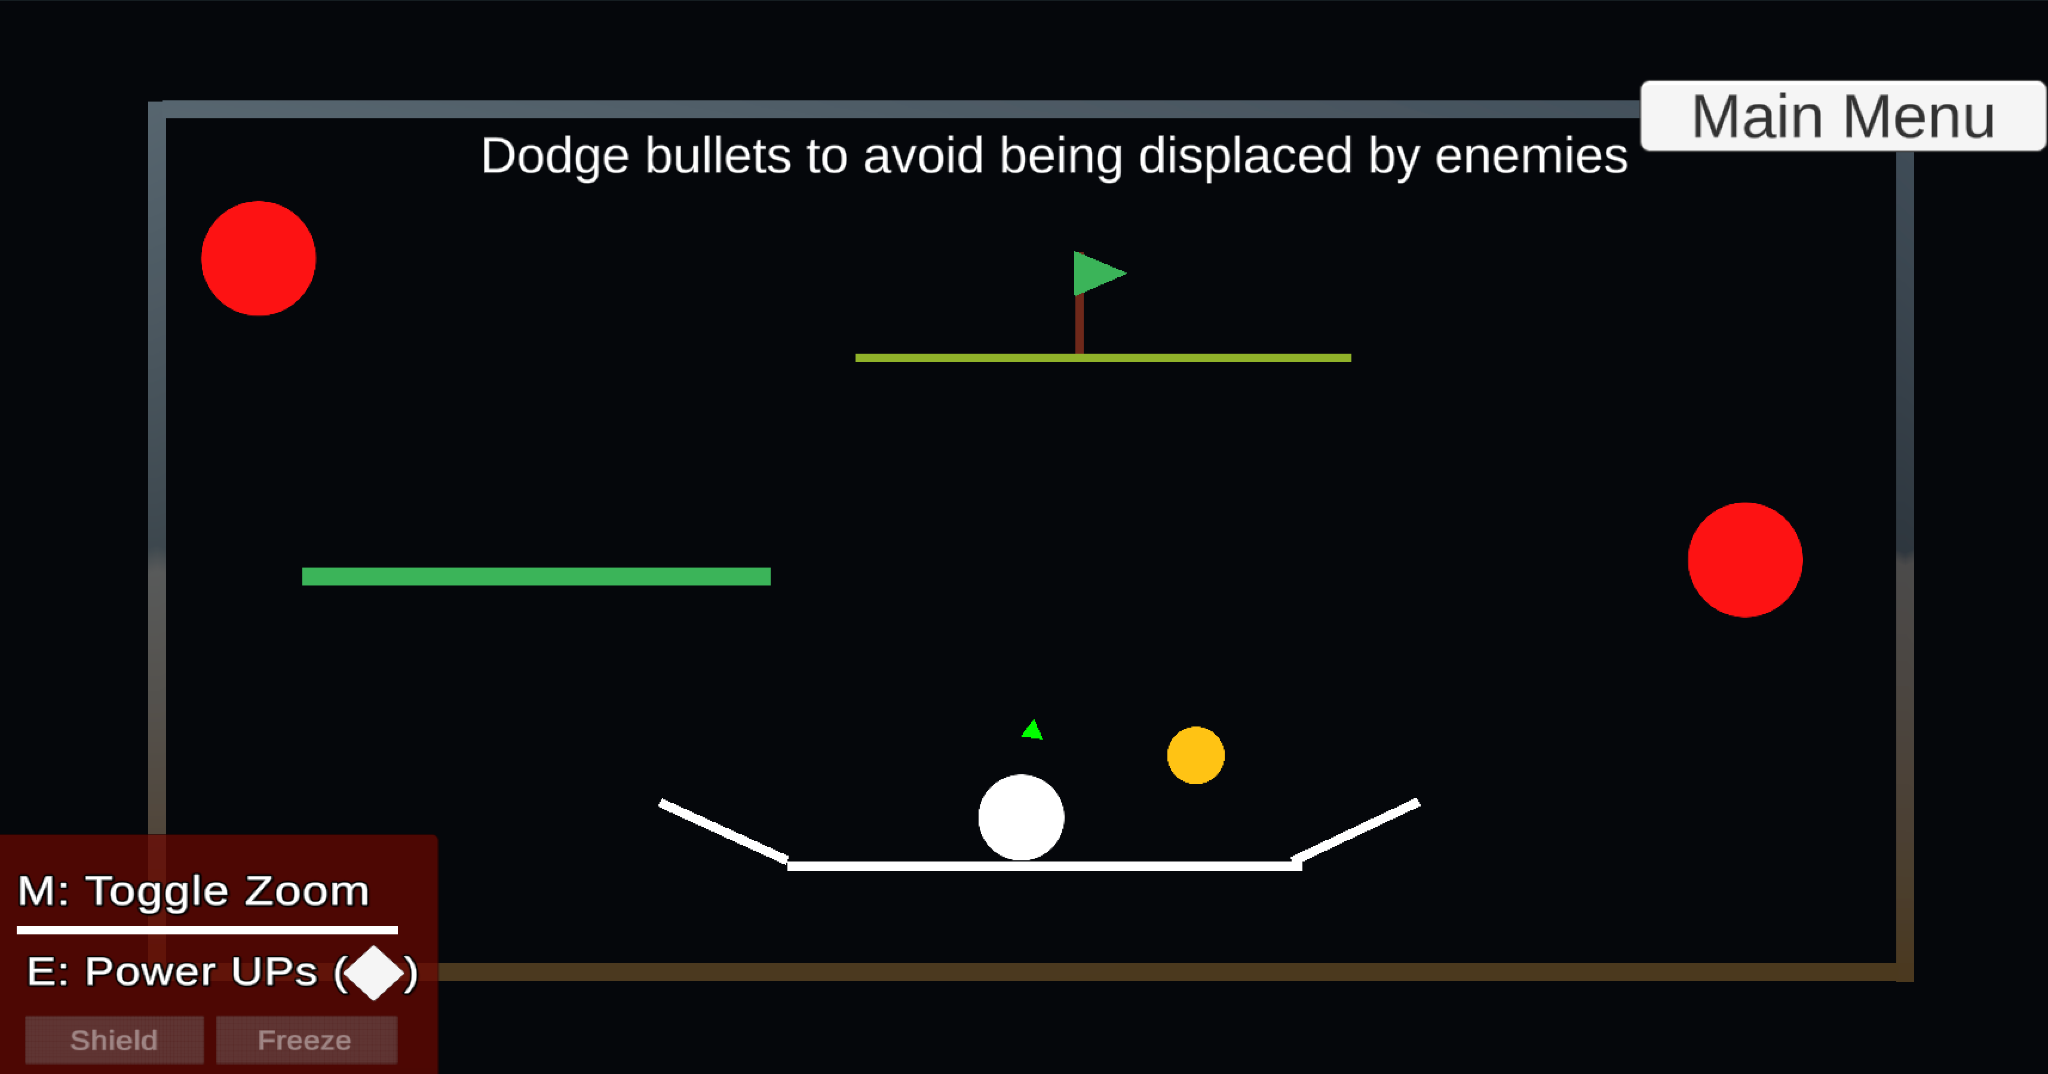 Main Menu
Dodge bullets to avoid being displaced by enemies
M: Toggle Zoom
E: Power UPs ( )
Shield Freeze